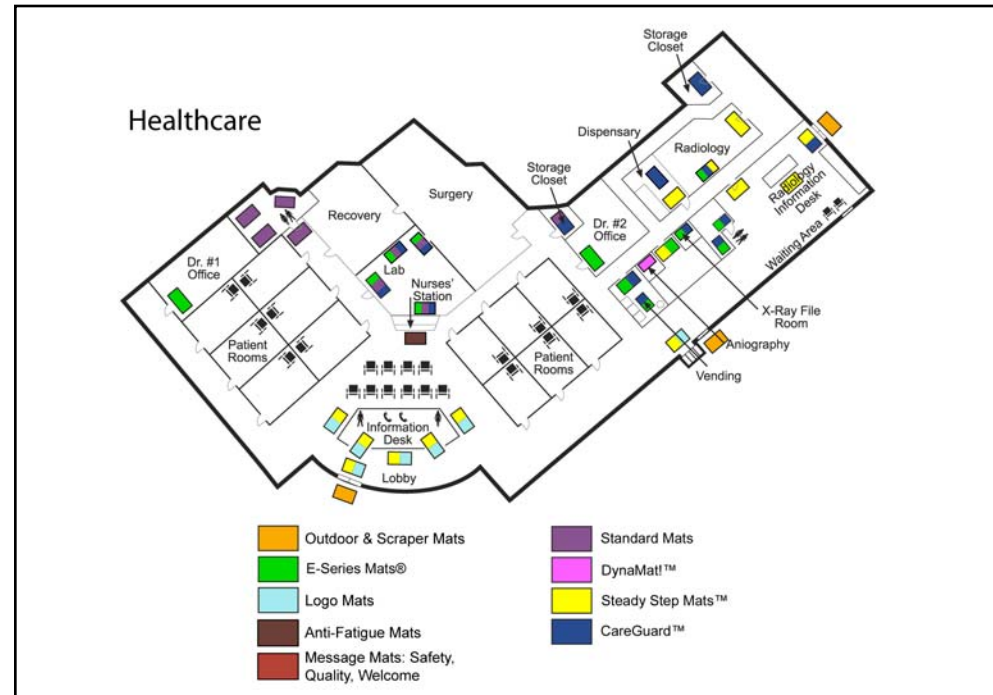 Healthcare
Storage
Closet
Dispensary
Radiology
Storage
Closet
Surgery
Recovery
Radiology
Information
Desk
Dr. #2
Office
Waiting Area
Dr. #1
Office
Lab
Nurses'
Station
X-Ray File
Room
Patient
Rooms
Patient
Rooms
Aniography
Vending
Information
Desk
Lobby
Outdoor & Scraper Mats
E-Series Mats®
Logo Mats
Anti-Fatigue Mats
Message Mats: Safety,
Quality, Welcome
Standard Mats
DynaMat!™
Steady Step Mats™
CareGuard™